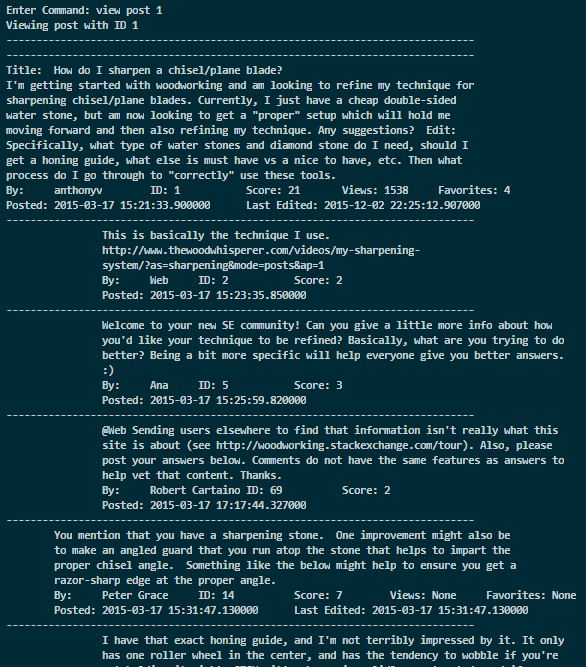 Enter Command: view post 1
Viewing post with ID 1
------------------------------------------------------------------------------
------------------------------------------------------------------------------
Title:  How do I sharpen a chisel/plane blade?
I'm getting started with woodworking and am looking to refine my technique for
sharpening chisel/plane blades. Currently, I just have a cheap double-sided
water stone, but am now looking to get a "proper" setup which will hold me
moving forward and then also refining my technique. Any suggestions?  Edit:
Specifically, what type of water stones and diamond stone do I need, should I
get a honing guide, what else is must have vs a nice to have, etc. Then what
process do I go through to "correctly" use these tools.
By:     anthonyv        ID: 1           Score: 21       Views: 1538     Favorites: 4
Posted: 2015-03-17 15:21:33.900000      Last Edited: 2015-12-02 22:25:12.907000
------------------------------------------------------------------------------
This is basically the technique I use.
http://www.thewoodwhisperer.com/videos/my-sharpening-
system/?as=sharpening&mode=posts&ap=1
By:     Web     ID: 2           Score: 2
Posted: 2015-03-17 15:23:35.850000
------------------------------------------------------------------------------
Welcome to your new SE community! Can you give a little more info about how
you'd like your technique to be refined? Basically, what are you trying to do
better? Being a bit more specific will help everyone give you better answers.
:)
By:     Ana     ID: 5           Score: 3
Posted: 2015-03-17 15:25:59.820000
------------------------------------------------------------------------------
@Web Sending users elsewhere to find that information isn't really what this
site is about (see http://woodworking.stackexchange.com/tour). Also, please
post your answers below. Comments do not have the same features as answers to
help vet that content. Thanks.
By:     Robert Cartaino ID: 69          Score: 2
Posted: 2015-03-17 17:17:44.327000
------------------------------------------------------------------------------
You mention that you have a sharpening stone.  One improvement might also be
to make an angled guard that you run atop the stone that helps to impart the
proper chisel angle.  Something like the below might help to ensure you get a
razor-sharp edge at the proper angle.
By:     Peter Grace     ID: 14          Score: 7        Views: None     Favorites: None
Posted: 2015-03-17 15:31:47.130000      Last Edited: 2015-03-17 15:31:47.130000
------------------------------------------------------------------------------
I have that exact honing guide, and I'm not terribly impressed by it. It only
has one roller wheel in the center, and has the tendency to wobble if you're